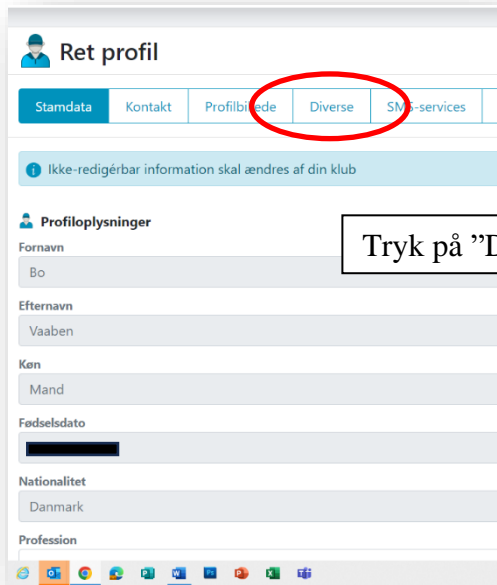 Ret profil
Stamdata Kontakt Profilbillede Diverse SMS-services
Ikke-redigérbar information skal ændres af din klub
Profiloplysninger
Tryk på ”D
Fornavn
Bo
Efternavn
Vaaben
Køn
Mand
Fødselsdato
Nationalitet
Danmark
Profession